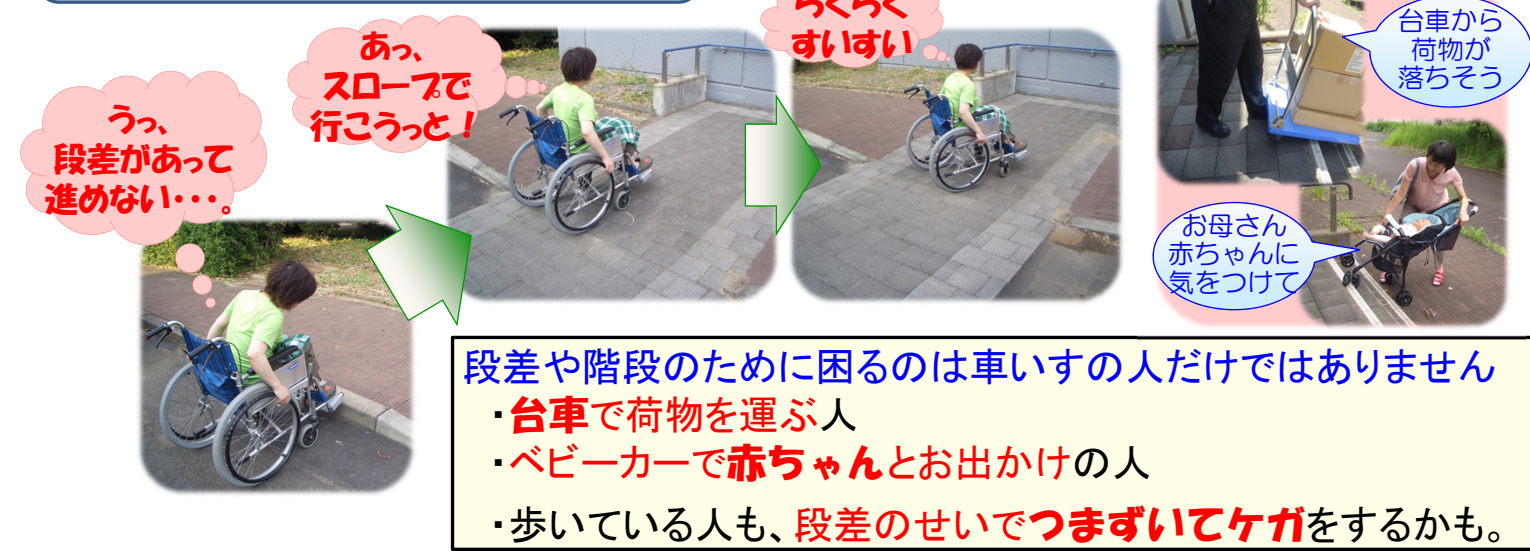 うっ、
段差があって
進めない・・・。
あっ、
スロープで
行こうっと！
らくらく
すいすい
台車から
荷物が
落ちそう
お母さん
赤ちゃんに
気をつけて
段差や階段のために困るのは車いすの人だけではありません
・台車で荷物を運ぶ人
・ベビーカーで赤ちゃんとお出かけの人
・歩いている人も、段差のせいでつまずいてケガをするかも。